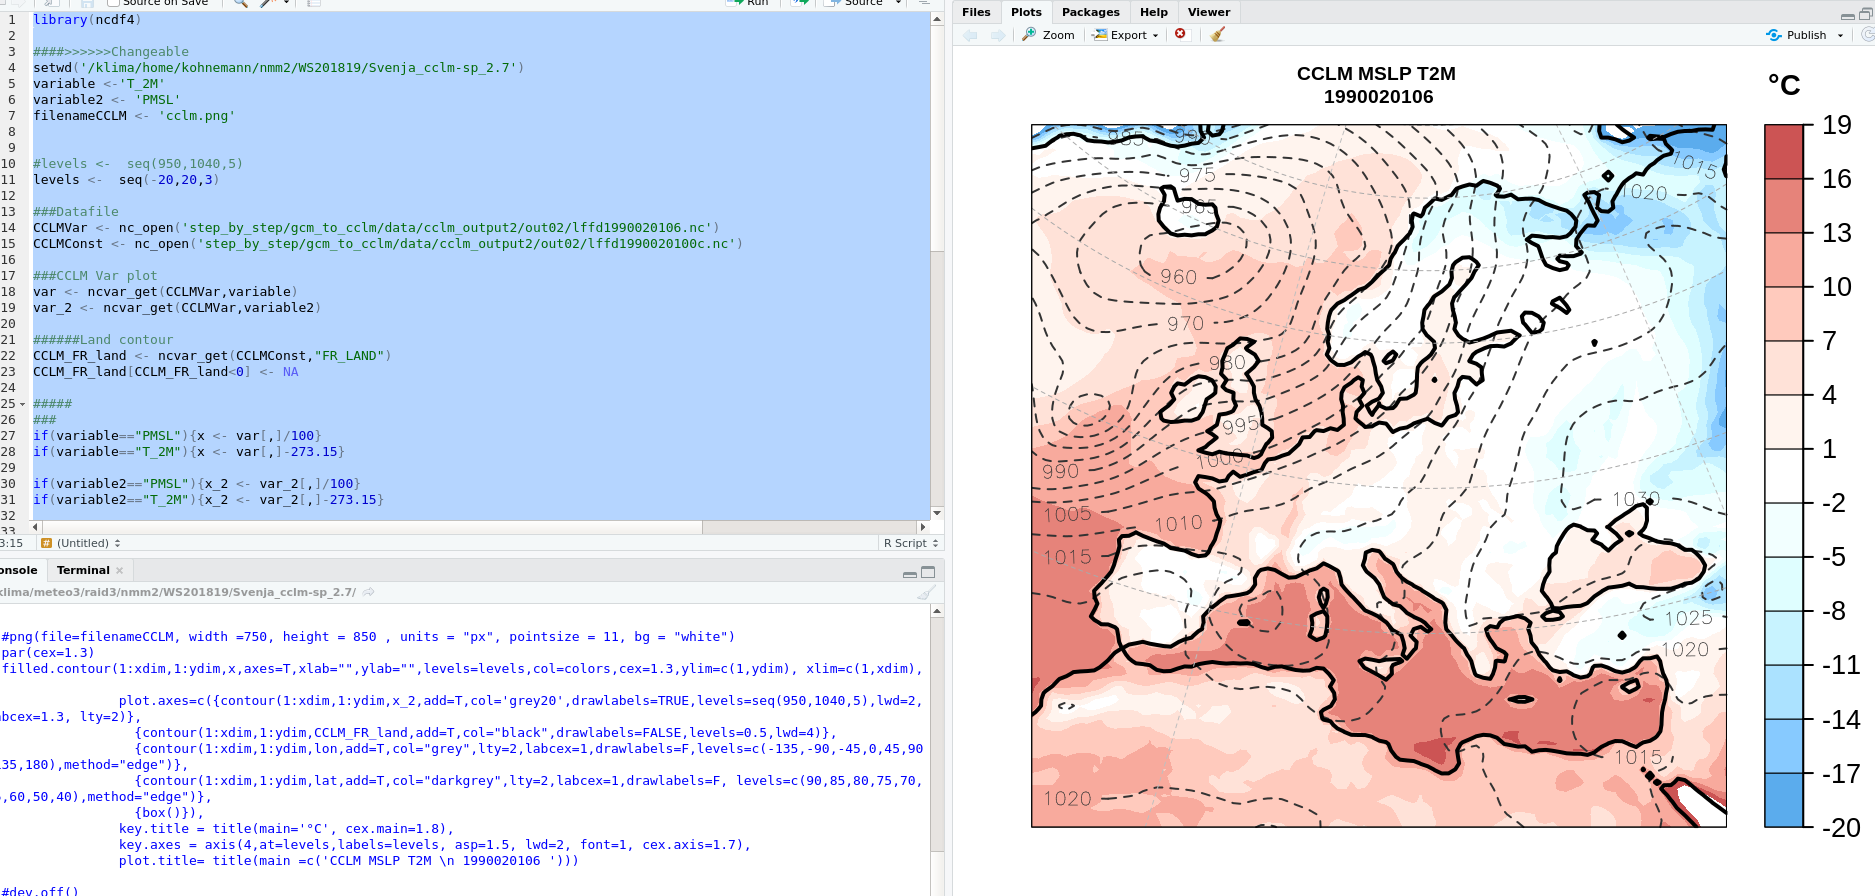 Source on Save
Run
Source
1 library(ncdf4)
2
3 ####>>>>>>Changeable
4 setwd('/klima/home/kohnemann/nmm2/WS201819/Svenja_cclm-sp_2.7')
5 variable <-'T_2M'
6 variable2 <- 'PMSL'
7 filenameCCLM <- 'cclm.png'
8
9
10 #levels <-  seq(950,1040,5)
11 levels <-  seq(-20,20,3)
12
13 ###Datafile
14 CCLMVar <- nc_open('step_by_step/gcm_to_cclm/data/cclm_output2/out02/lffd1990020106.nc')
15 CCLMConst <- nc_open('step_by_step/gcm_to_cclm/data/cclm_output2/out02/lffd1990020100c.nc')
16
17 ###CCLM Var plot
18 var <- ncvar_get(CCLMVar,variable)
19 var_2 <- ncvar_get(CCLMVar,variable2)
20
21 ######Land contour
22 CCLM_FR_land <- ncvar_get(CCLMConst,"FR_LAND")
23 CCLM_FR_land[CCLM_FR_land<0] <- NA
24
25 #####
26 ###
27 if(variable=="PMSL"){x <- var[,]/100}
28 if(variable=="T_2M"){x <- var[,]-273.15}
29
30 if(variable2=="PMSL"){x_2 <- var_2[,]/100}
31 if(variable2=="T_2M"){x_2 <- var_2[,]-273.15}
32
33
3:15 # (Untitled) R Script
onsole Terminal
klima/meteo3/raid3/nmm2/WS201819/Svenja_cclm-sp_2.7/
#png(file=filenameCCLM, width =750, height = 850 , units = "px", pointsize = 11, bg = "white")
par(cex=1.3)
filled.contour(1:xdim,1:ydim,x,axes=T,xlab="",ylab="",levels=levels,col=colors,cex=1.3,ylim=c(1,ydim), xlim=c(1,xdim),
plot.axes=c({contour(1:xdim,1:ydim,x_2,add=T,col='grey20',drawlabels=TRUE,levels=seq(950,1040,5),lwd=2,
abcex=1.3, lty=2)},
{contour(1:xdim,1:ydim,CCLM_FR_land,add=T,col="black",drawlabels=FALSE,levels=0.5,lwd=4)},
{contour(1:xdim,1:ydim,lon,add=T,col="grey",lty=2,labcex=1,drawlabels=F,levels=c(-135,-90,-45,0,45,90
35,180),method="edge")},
{contour(1:xdim,1:ydim,lat,add=T,col="darkgrey",lty=2,labcex=1,drawlabels=F, levels=c(90,85,80,75,70,
,60,50,40),method="edge")},
{box()}),
key.title = title(main='°C', cex.main=1.8),
key.axes = axis(4,at=levels,labels=levels, asp=1.5, lwd=2, font=1, cex.axis=1.7),
plot.title= title(main =c('CCLM MSLP T2M \n 1990020106 ')))
#dev.off()
Files Plots Packages Help Viewer
Zoom Export Publish
CCLM MSLP T2M
1990020106
°C
985 990
1015
975
1020
985
960
970
980
995
1000
990
1030
1005
1010
1015
1025
1020
1015
1020
19
16
13
10
7
4
1
-2
-5
-8
-11
-14
-17
-20